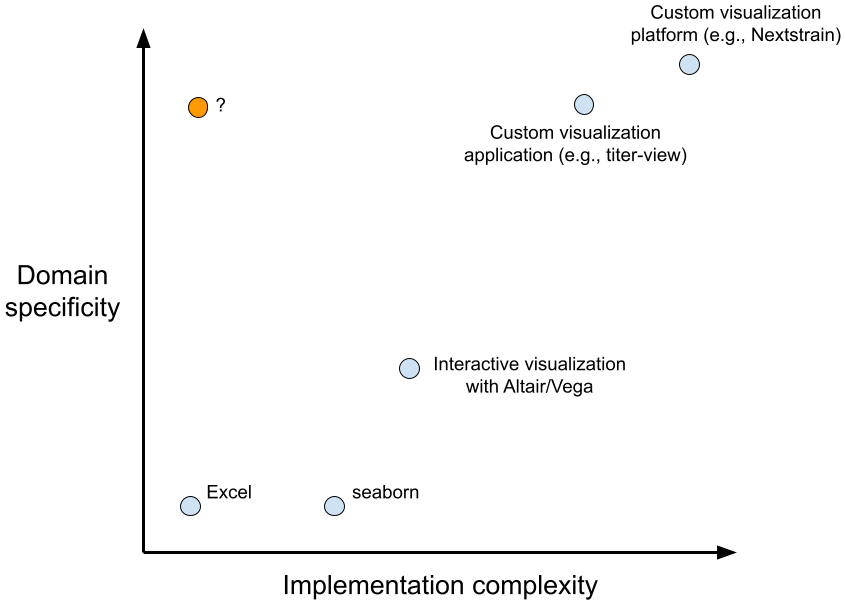 Custom visualization
platform (e.g., Nextstrain)
?
Custom visualization
application (e.g., titer-view)
Domain
specificity
Interactive visualization
with Altair/Vega
Excel
seaborn
Implementation complexity